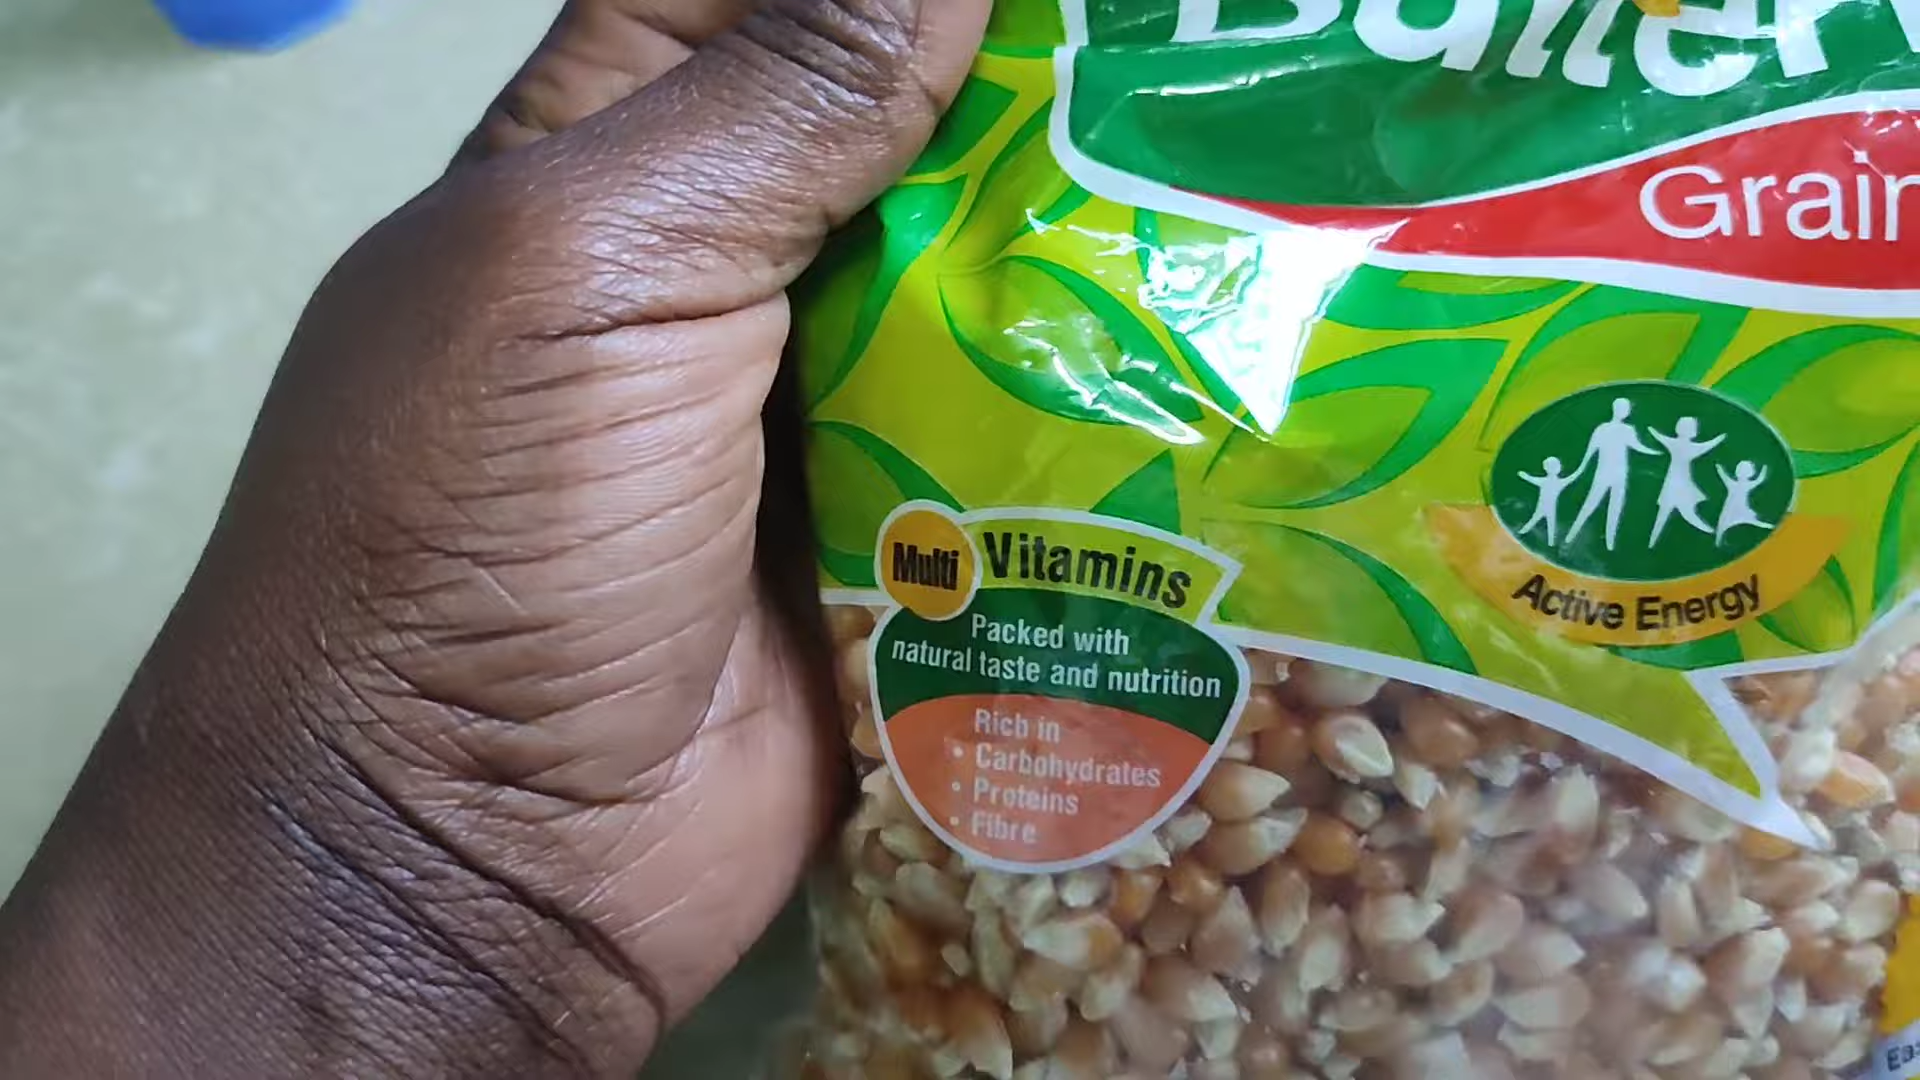 Grain
Multi Vitamins
Active Energy
Packed with
natural taste and nutrition
Rich in
• Carbohydrates
• Proteins
• Fibre